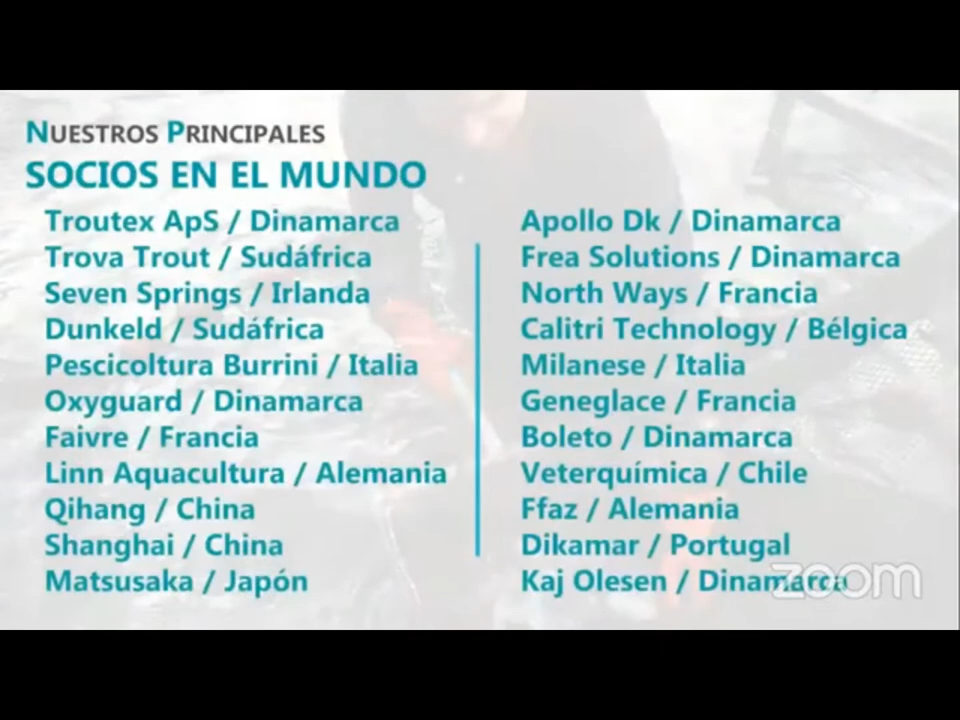 NUESTROS PRINCIPALES
SOCIOS EN EL MUNDO
Troutex ApS / Dinamarca
Trova Trout / Sudáfrica
Seven Springs / Irlanda
Dunkeld / Sudáfrica
Pescicoltura Burrini / Italia
Oxyguard / Dinamarca
Faivre / Francia
Linn Aquacultura / Alemania
Qihang / China
Shanghai / China
Matsusaka / Japón
Apollo Dk / Dinamarca
Frea Solutions / Dinamarca
North Ways / Francia
Calitri Technology / Bélgica
Milanese / Italia
Geneglace / Francia
Boleto / Dinamarca
Veterquímica / Chile
Ffaz / Alemania
Dikamar / Portugal
Kaj Olesen / Dinamarca
zoom